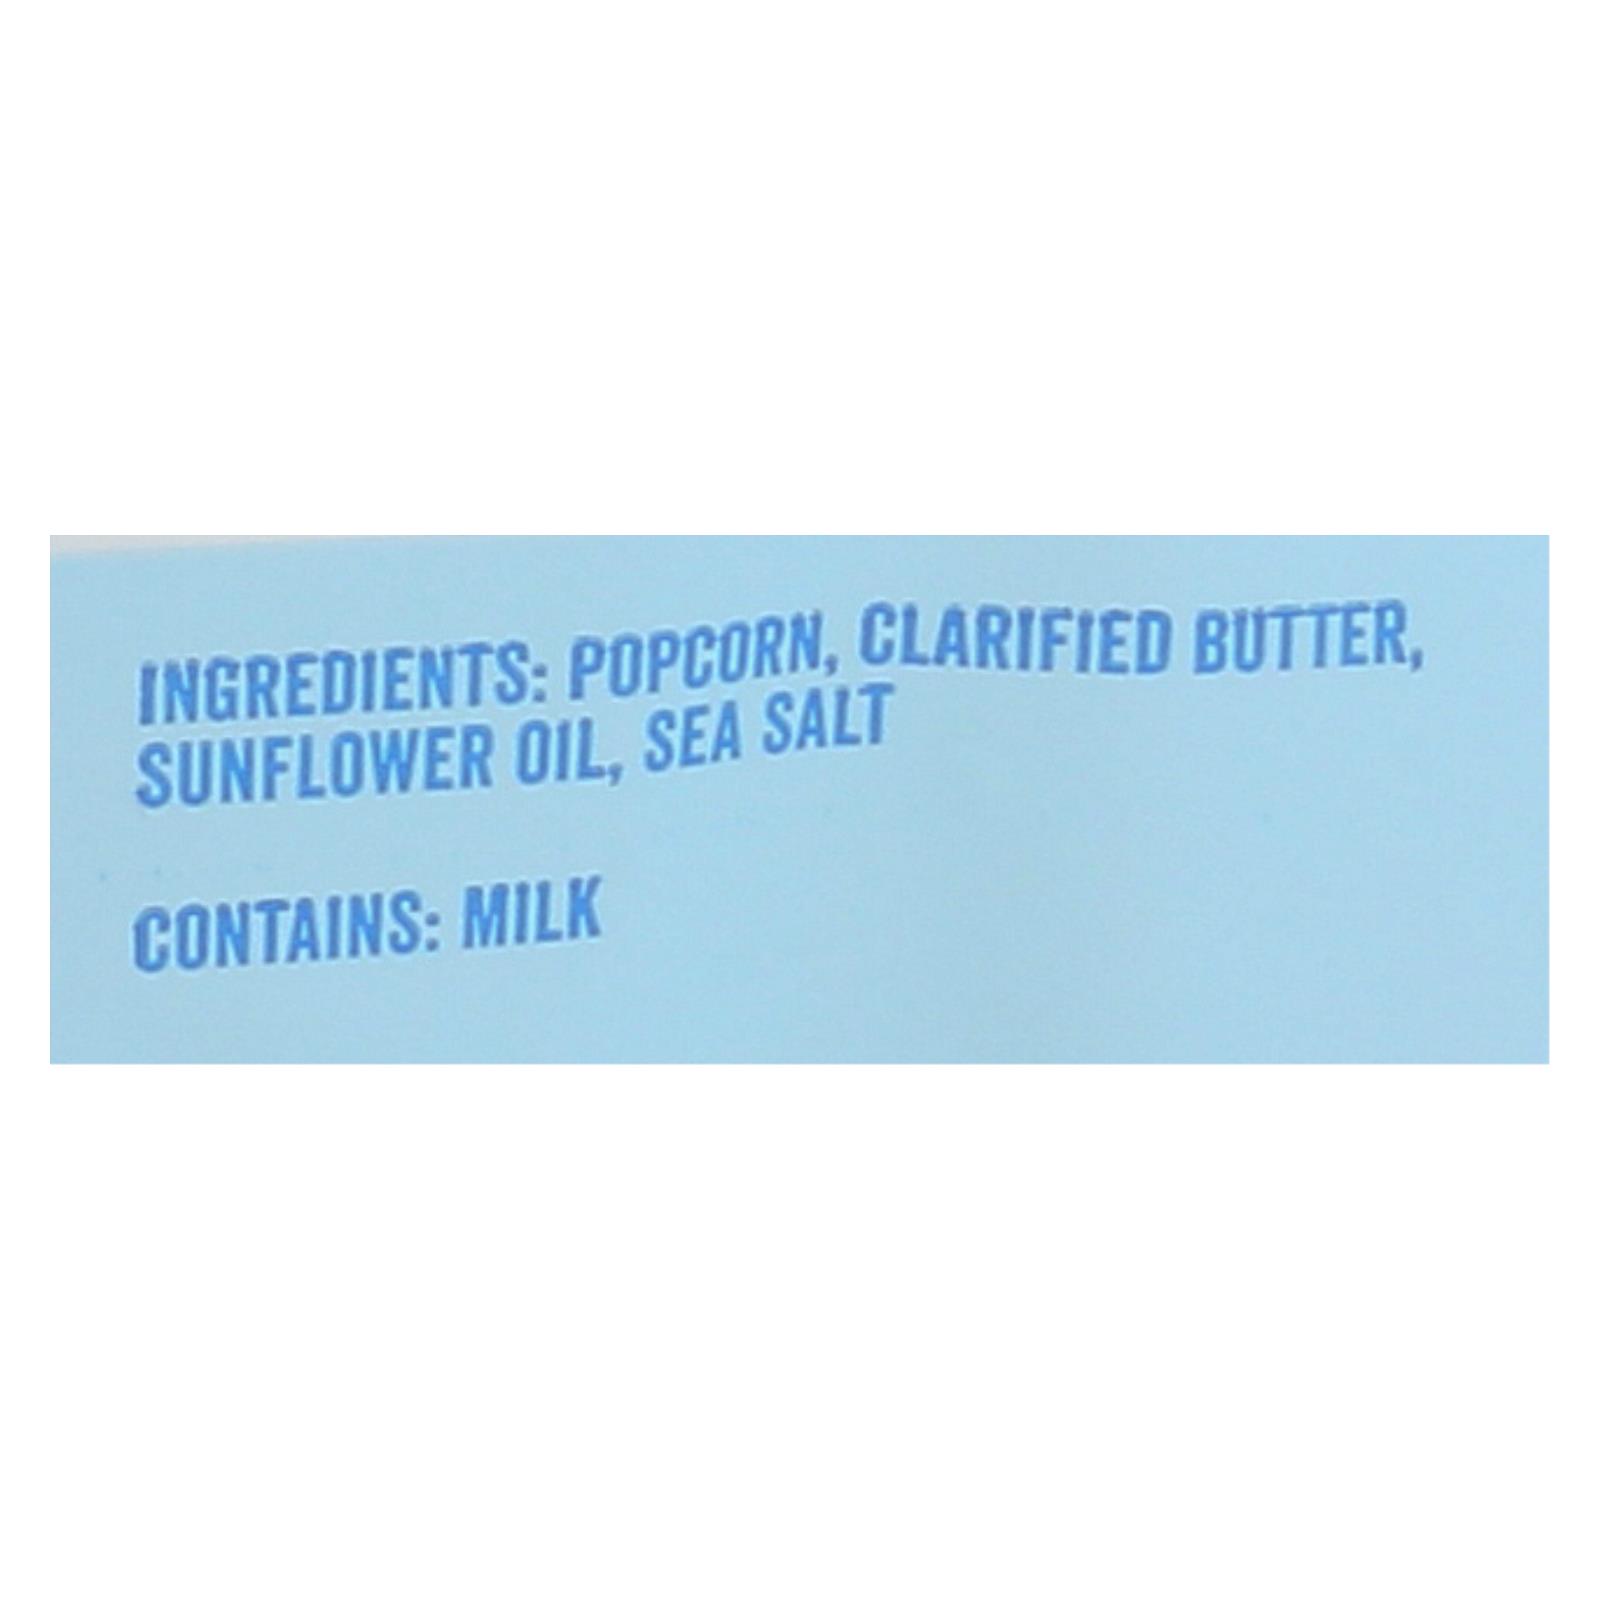 INGREDIENTS: POPCORN, CLARIFIED BUTTER,
SUNFLOWER OIL, SEA SALT
CONTAINS: MILK